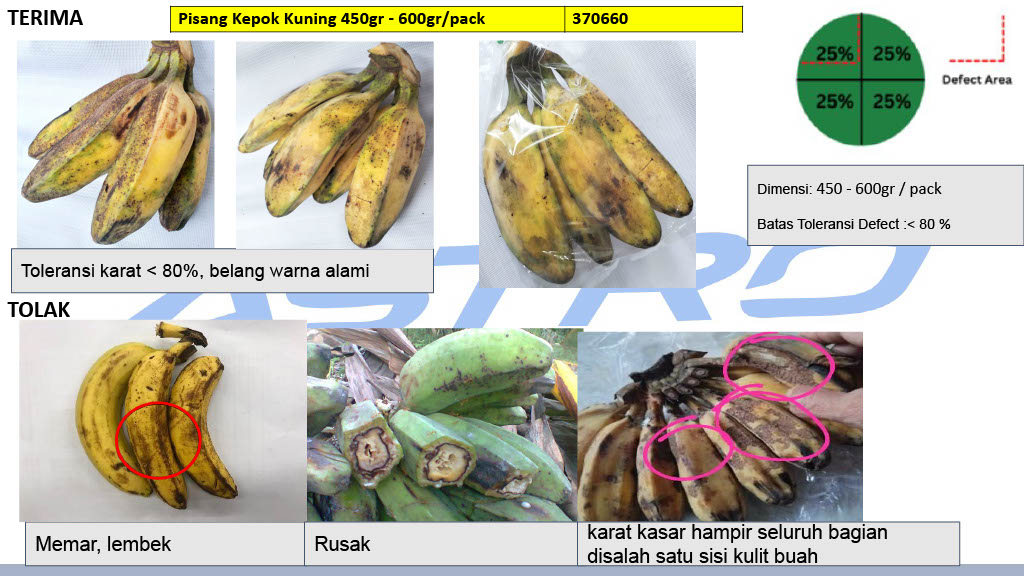 TERIMA
Pisang Kepok Kuning 450gr - 600gr/pack
370660
25% 25%
25% 25%
Defect Area
Dimensi: 450 - 600gr / pack
Batas Toleransi Defect :< 80 %
Toleransi karat < 80%, belang warna alami
ASTRO
TOLAK
Memar, lembek
Rusak
karat kasar hampir seluruh bagian
disalah satu sisi kulit buah